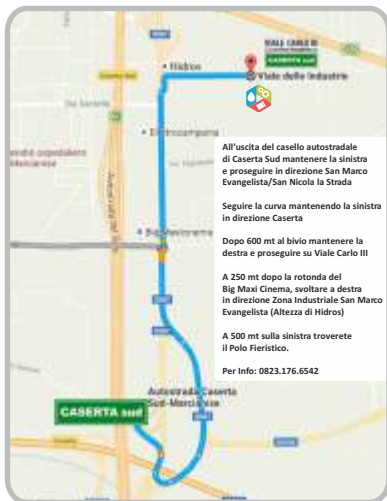 VIALE CARLO III
CASERTA SUD
Hidros
Viale delle Industrie
Elettrocampania
Big Maxicinema
Autostrada Caserta
Sud-Marcianise
CASERTA sud
All'uscita del casello autostradale
di Caserta Sud mantenere la sinistra
e proseguire in direzione San Marco
Evangelista/San Nicola la Strada
Seguire la curva mantenendo la sinistra
in direzione Caserta
Dopo 600 mt al bivio mantenere la
destra e proseguire su Viale Carlo III
A 250 mt dopo la rotonda del
Big Maxi Cinema, svoltare a destra
in direzione Zona Industriale San Marco
Evangelista (Altezza di Hidros)
A 500 mt sulla sinistra troverete
il Polo Fieristico.
Per Info: 0823.176.6542